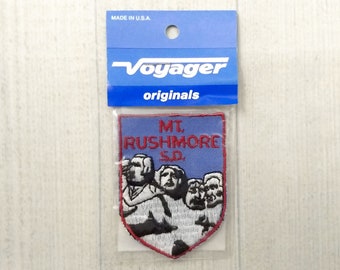 MADE IN U.S.A.
Voyager
originals
MT.
RUSHMORE
S.D.